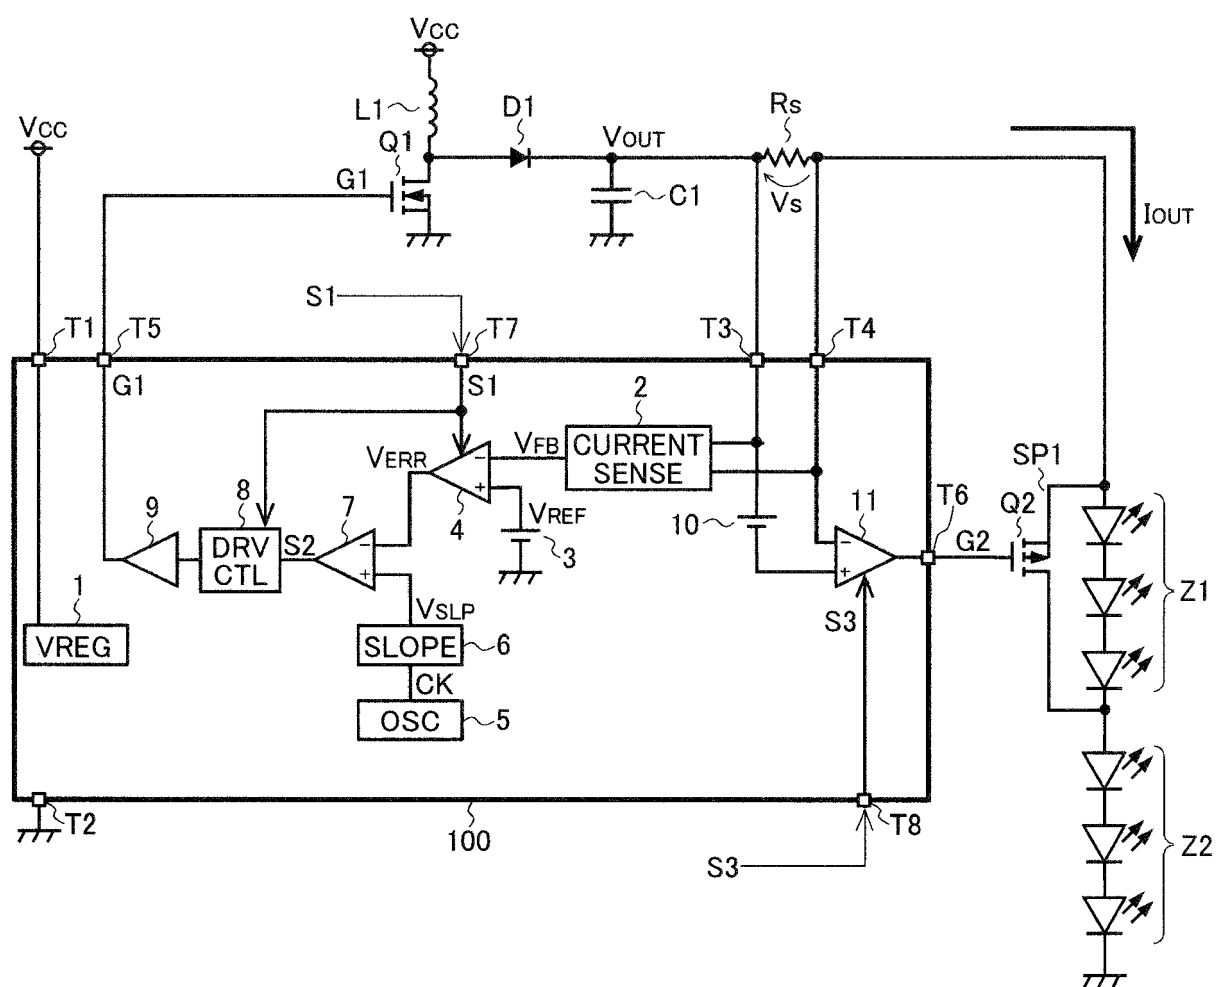 VCC
L1
D1
Rs
VCC
Q1
VOUT
G1
C1
Vs
IOUT
S1
T1
T5
T7
T3
T4
G1
S1
2
CURRENT
SENSE
VFB
VERR
SP1
8
7
4
VREF
10
11
T6
Q2
9
DRV
CTL
S2
3
G2
Z1
1
VSLP
S3
VREG
SLOPE
6
CK
OSC
5
T2
100
T8
Z2
S3